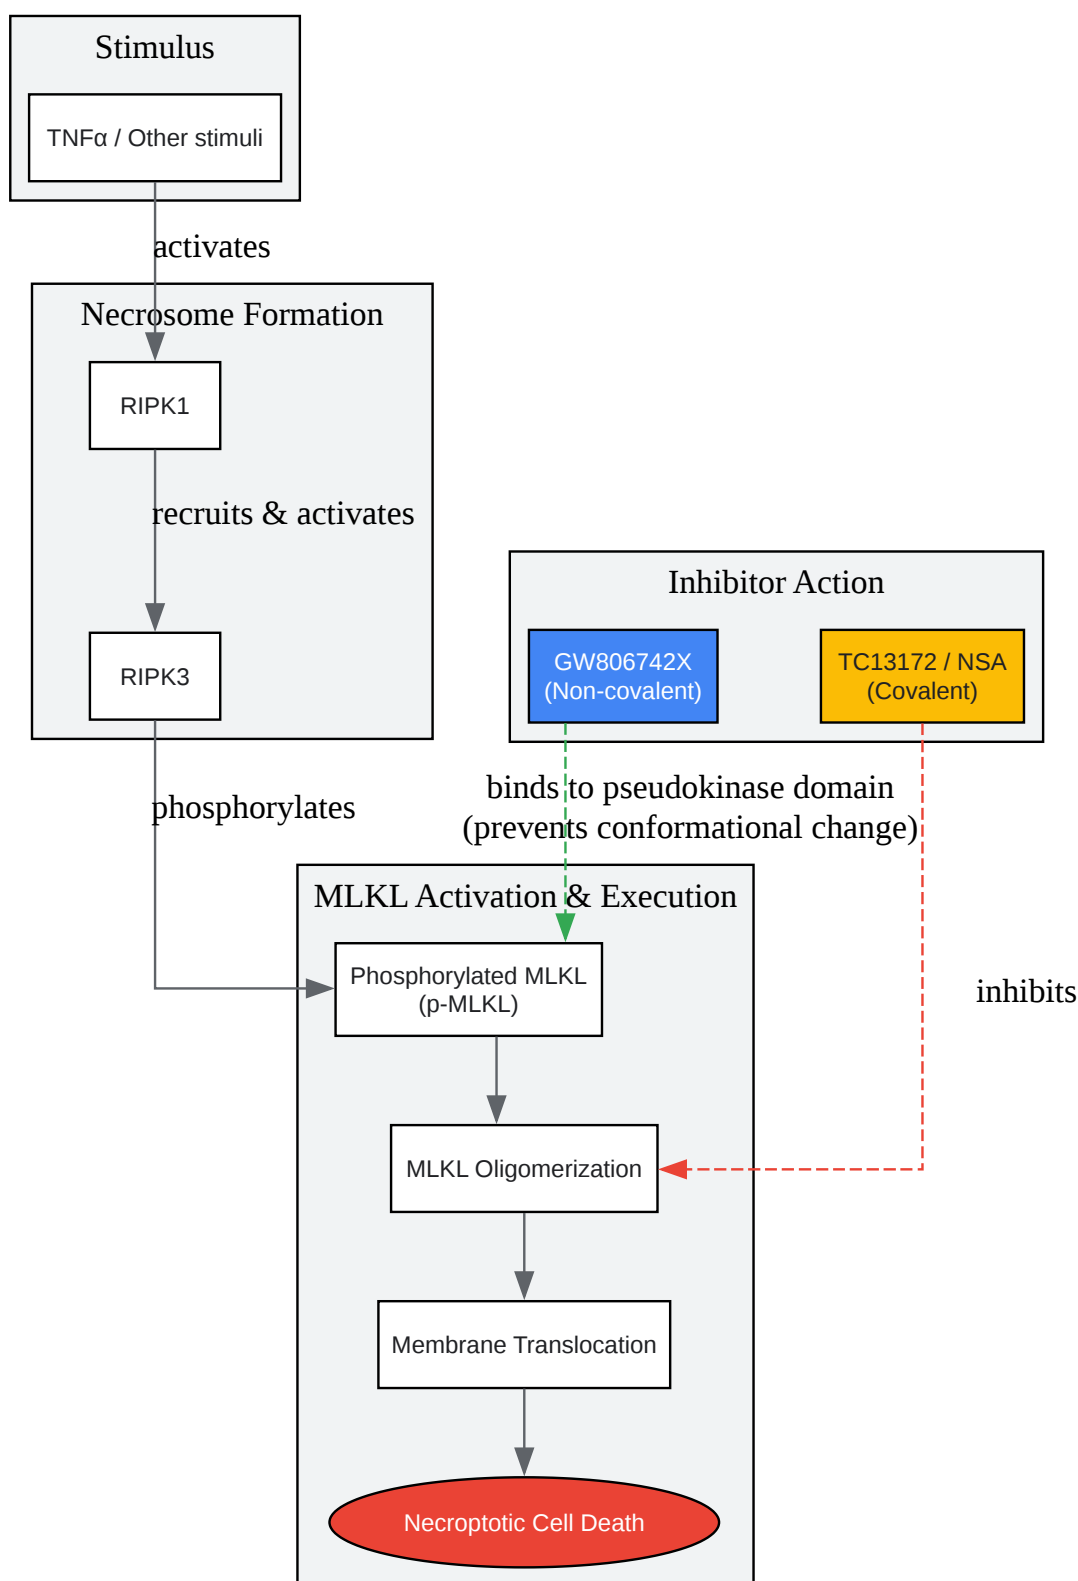 Stimulus
TNFα / Other stimuli
activates
Necrosome Formation
RIPK1
recruits & activates
RIPK3
phosphorylates
Inhibitor Action
GW806742X
(Non-covalent)
TC13172 / NSA
(Covalent)
binds to pseudokinase domain
(prevents conformational change)
inhibits
MLKL Activation & Execution
Phosphorylated MLKL
(p-MLKL)
MLKL Oligomerization
Membrane Translocation
Necroptotic Cell Death